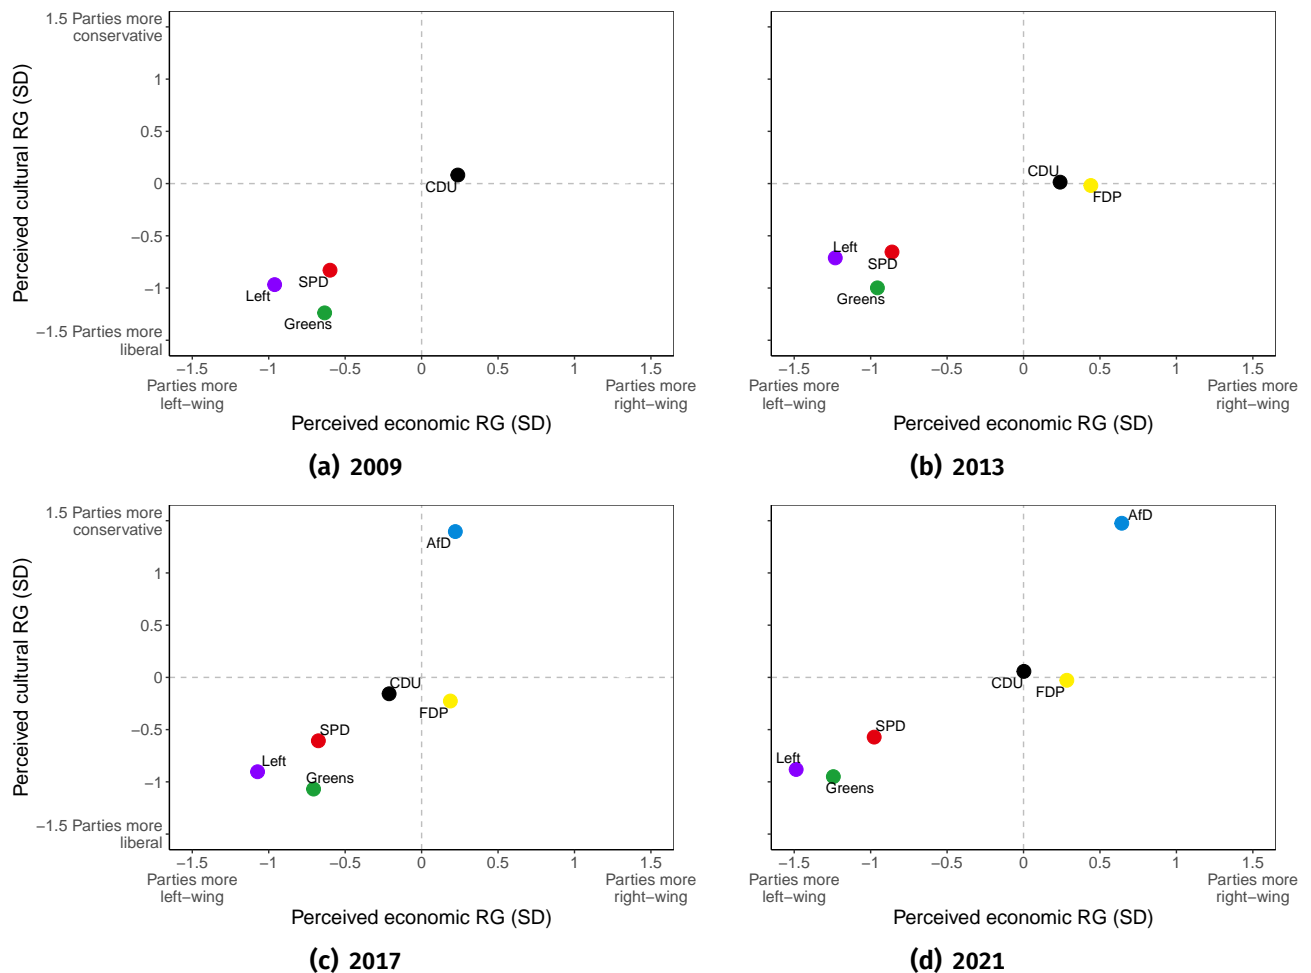 1.5 Parties more
conservative
1
0.5
0
−0.5
−1
−1.5 Parties more
liberal
Perceived cultural RG (SD)
CDU
SPD
Left
Greens
−1.5
Parties more
left−wing
−1
−0.5
0
0.5
1
1.5
Parties more
right−wing
Perceived economic RG (SD)
(a) 2009
CDU
FDP
Left
SPD
Greens
−1.5
Parties more
left−wing
−1
−0.5
0
0.5
1
1.5
Parties more
right−wing
Perceived economic RG (SD)
(b) 2013
1.5 Parties more
conservative
1
0.5
0
−0.5
−1
−1.5 Parties more
liberal
Perceived cultural RG (SD)
AfD
CDU
FDP
SPD
Left
Greens
−1.5
Parties more
left−wing
−1
−0.5
0
0.5
1
1.5
Parties more
right−wing
Perceived economic RG (SD)
(c) 2017
AfD
CDU
FDP
SPD
Left
Greens
−1.5
Parties more
left−wing
−1
−0.5
0
0.5
1
1.5
Parties more
right−wing
Perceived economic RG (SD)
(d) 2021